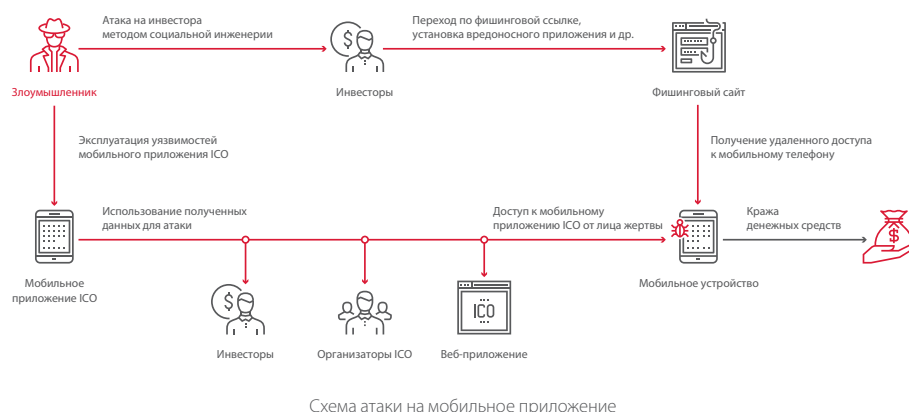 Атака на инвестора
методом социальной инженерии
Переход по фишинговой ссылке,
установка вредоносного приложения и др.
Злоумышленник
Инвесторы
Фишинговый сайт
Эксплуатация уязвимостей
мобильного приложения ICO
Получение удаленного доступа
к мобильному телефону
Использование полученных
данных для атаки
Доступ к мобильному
приложению ICO от лица жертвы
Кража
денежных средств
Мобильное
приложение ICO
Мобильное устройство
ICO
Инвесторы
Организаторы ICO
Веб-приложение
Схема атаки на мобильное приложение